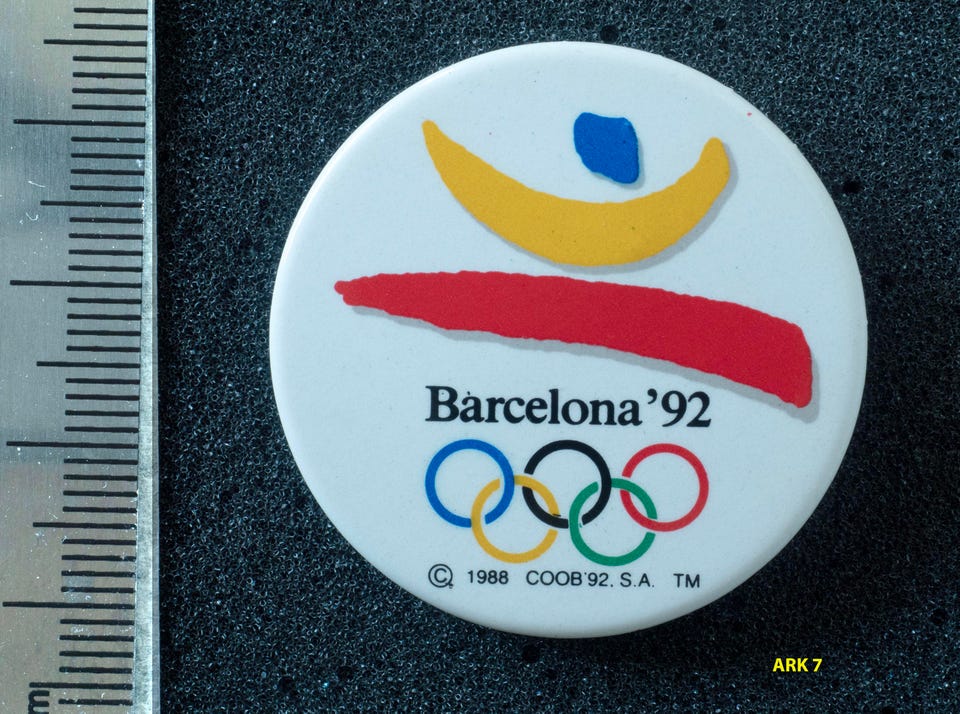 Barcelona '92
© 1988 COOB'92. S.A. TM
ARK 7
m